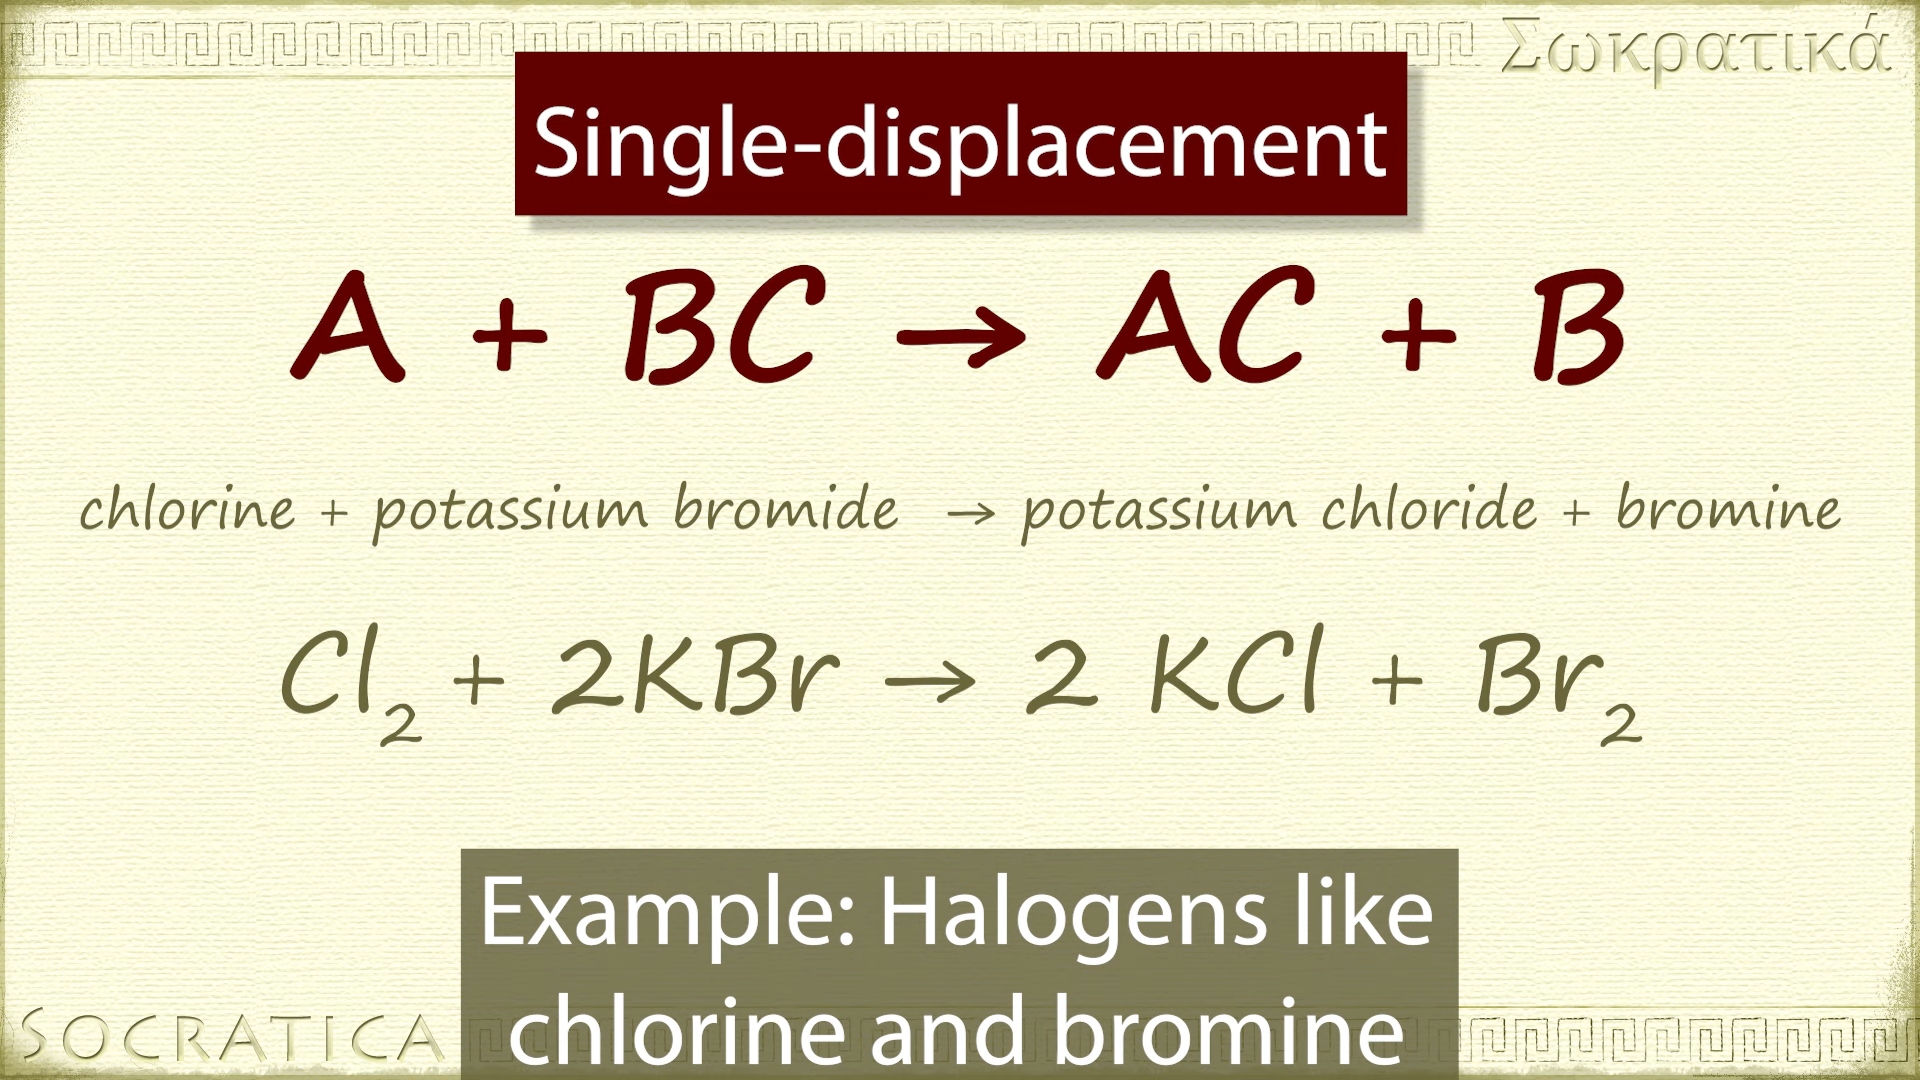 Σωκρατικά
Single-displacement
A + BC → AC + B
chlorine + potassium bromide → potassium chloride + bromine
Cl₂ + 2KBr → 2 KCl + Br₂
Example: Halogens like
chlorine and bromine
SOCRATICA